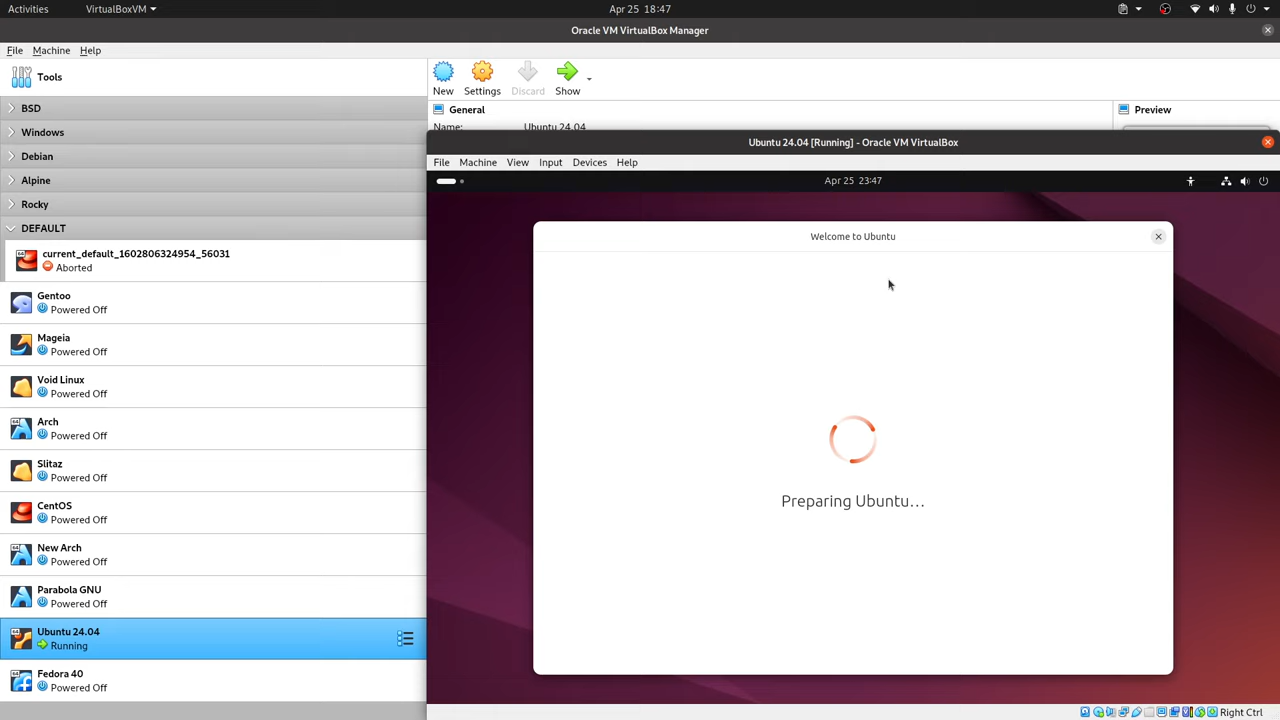 Activities
VirtualBoxVM
Apr 25 18:47
Oracle VM VirtualBox Manager
File Machine Help
Tools
New Settings Discard Show
BSD
Windows
Debian
Alpine
Rocky
DEFAULT
current_default_1602806324954_56031
Aborted
Gentoo
Powered Off
Mageia
Powered Off
Void Linux
Powered Off
Arch
Powered Off
Slitaz
Powered Off
CentOS
Powered Off
New Arch
Powered Off
Parabola GNU
Powered Off
Ubuntu 24.04
Running
Fedora 40
Powered Off
General
Preview
Name: Ubuntu 24.04
Ubuntu 24.04 [Running] - Oracle VM VirtualBox
File Machine View Input Devices Help
Apr 25 23:47
Welcome to Ubuntu
Preparing Ubuntu...
Right Ctrl